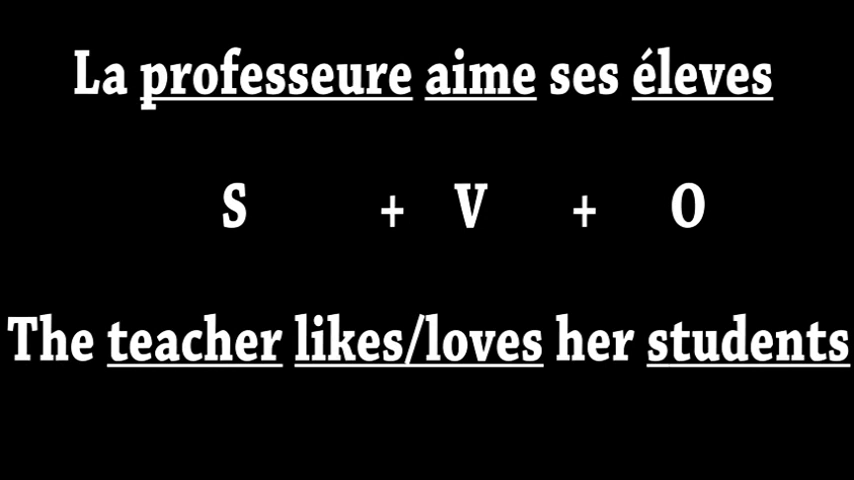 La professeure aime ses éleves
S + V + O
The teacher likes/loves her students